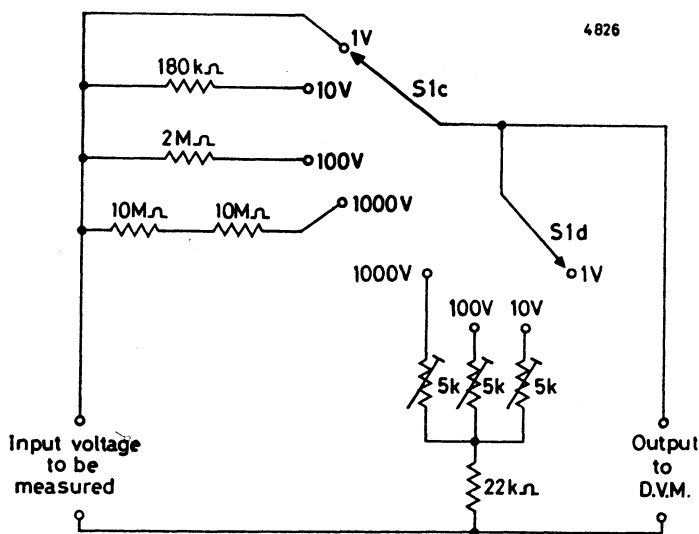 4826
1V
180kΩ
S1c
10V
2MΩ
100V
10MΩ 10MΩ
1000V
S1d
1000V
1V
100V 10V
5k 5k 5k
Input voltage
to be
measured
Output
to
D.V.M.
22kΩ